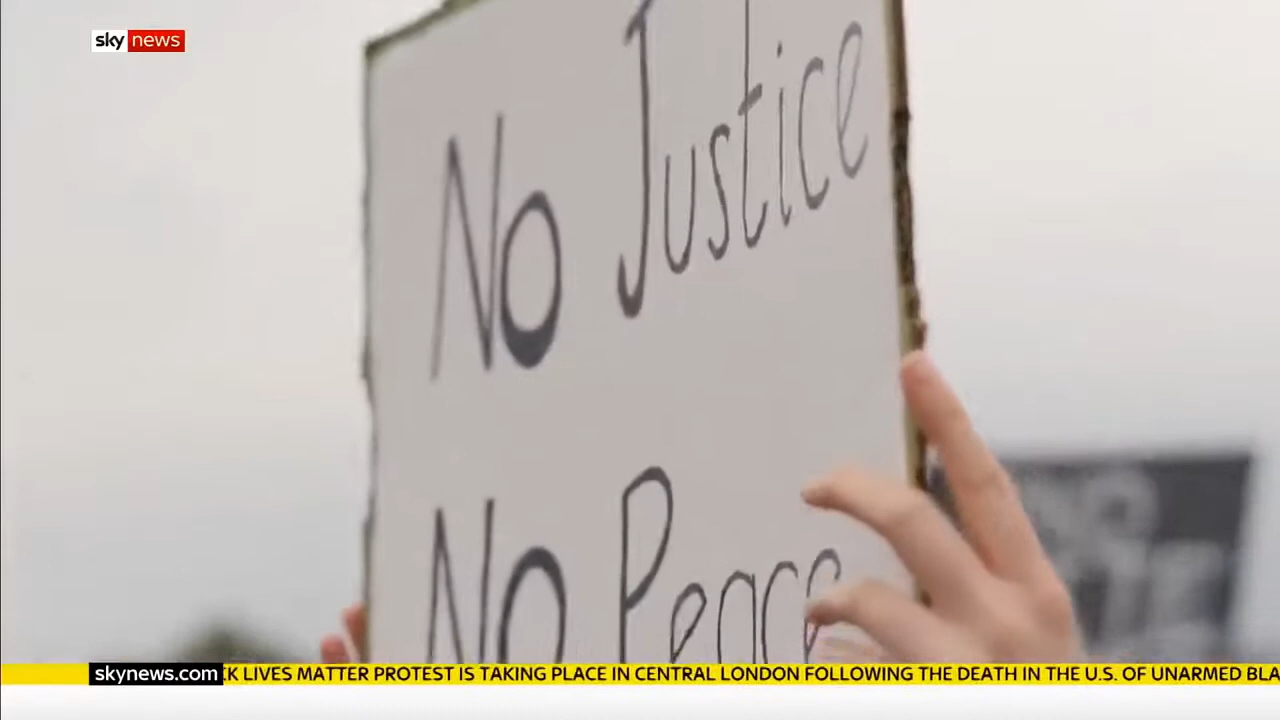 sky news
No Justice
No Peace
skynews.com
CK LIVES MATTER PROTEST IS TAKING PLACE IN CENTRAL LONDON FOLLOWING THE DEATH IN THE U.S. OF UNARMED BLA